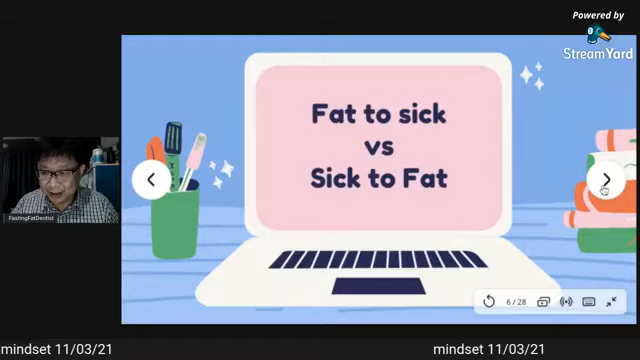 Powered by
StreamYard
Fat to sick
vs
Sick to Fat
FastingFatDentist
6 / 28
mindset 11/03/21
mindset 11/03/21